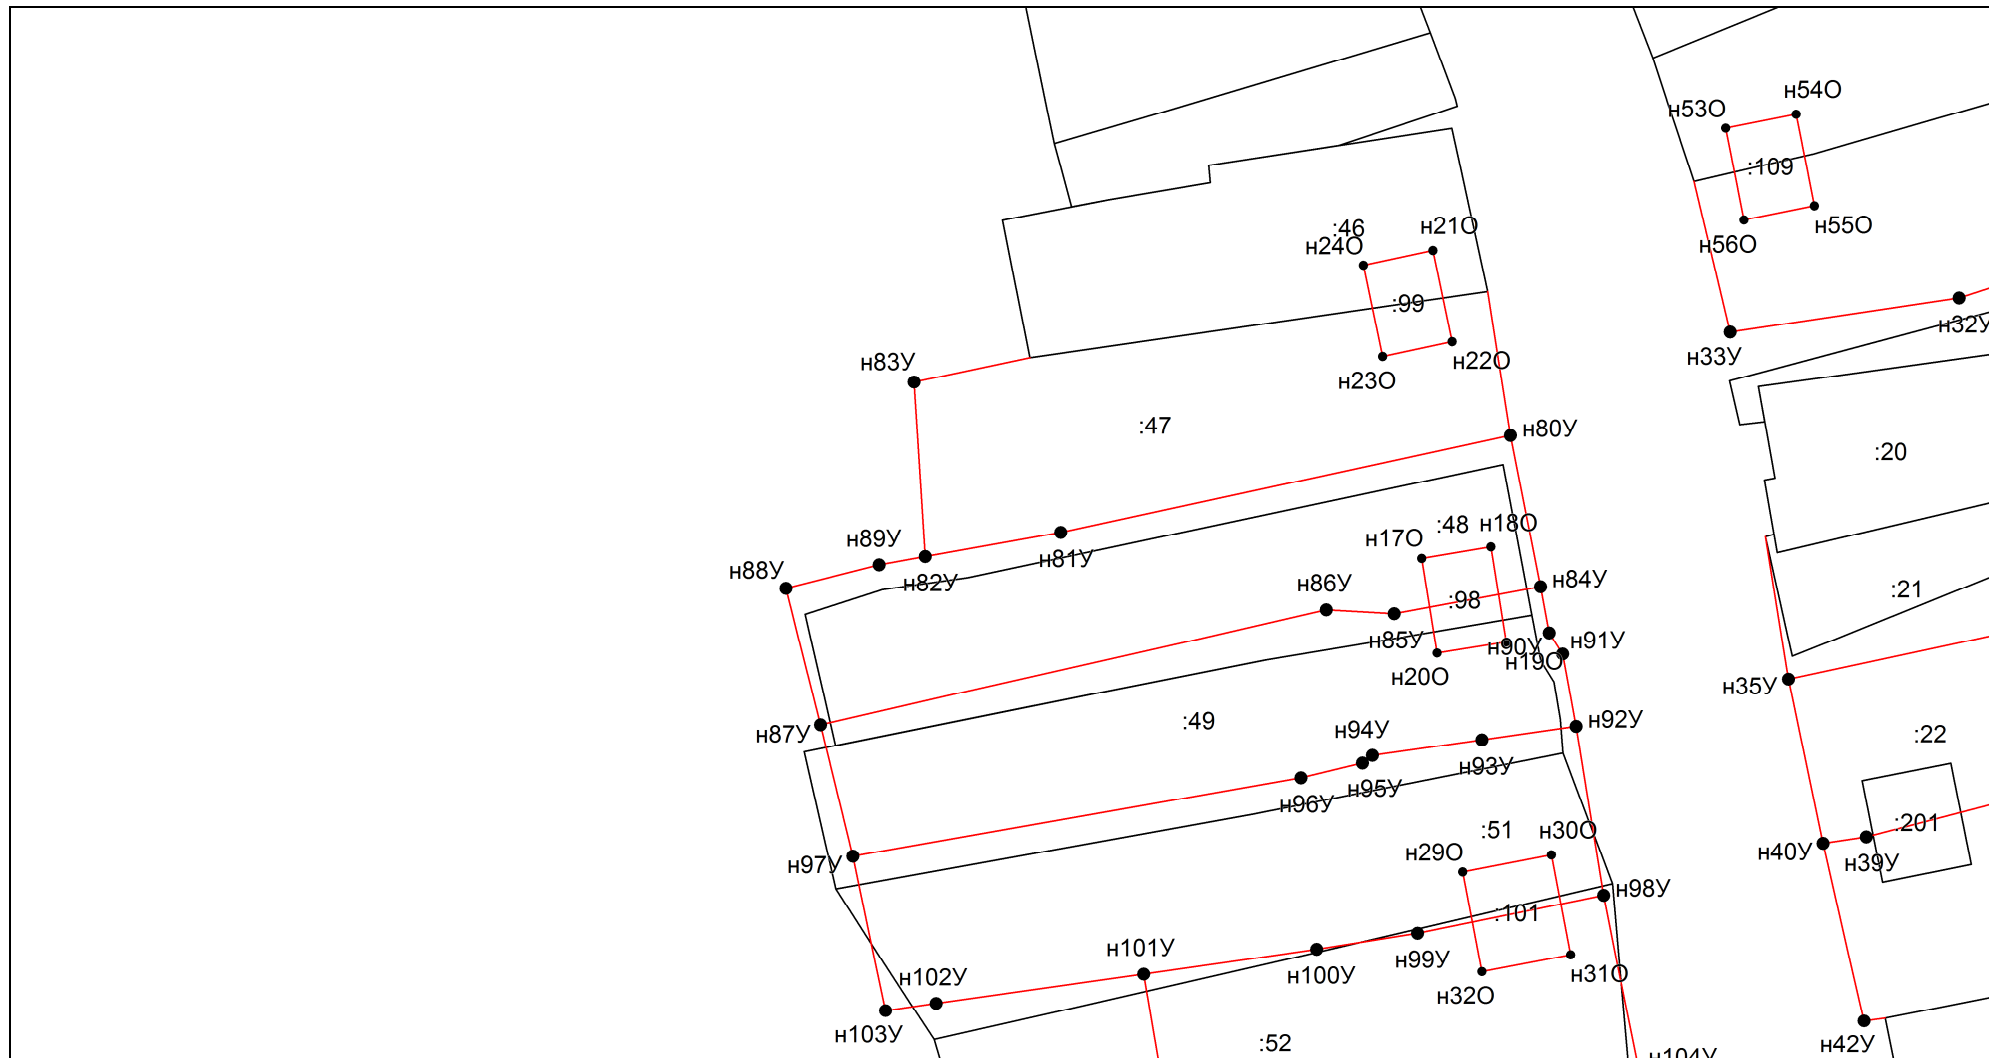 н54О
н53О
:109
н55О
н56О
:46
н21О
н24О
:99
н32У
н33У
н22О
н23О
н83У
:47
н80У
:20
:48
н18О
н17О
н89У
н81У
н88У
н82У
н86У
н84У
:98
:21
н85У
н90У
н91У
н19О
н20О
н35У
:49
н92У
н87У
н94У
:22
н93У
н95У
н96У
:51
н30О
:201
н29О
н40У
н39У
н97У
н98У
:101
н101У
н99У
н100У
н31О
н102У
н32О
н103У
:52
н42У
н104У